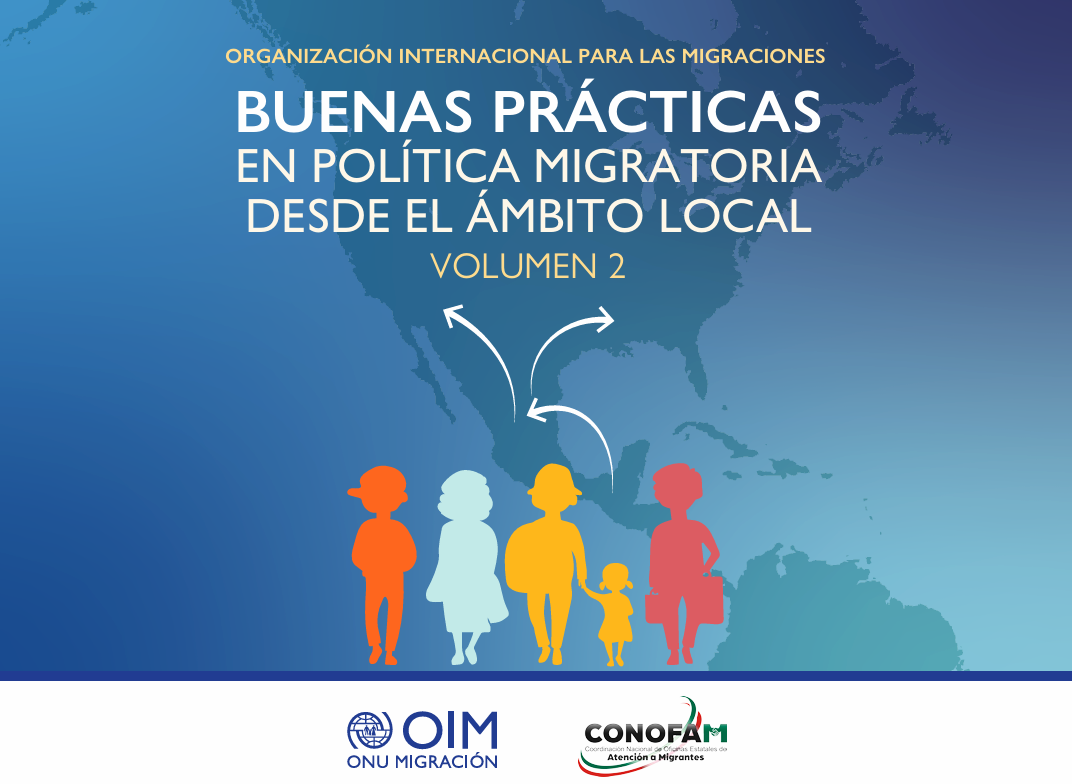 ORGANIZACIÓN INTERNACIONAL PARA LAS MIGRACIONES
BUENAS PRÁCTICAS
EN POLÍTICA MIGRATORIA
DESDE EL ÁMBITO LOCAL
VOLUMEN 2
OIM
ONU MIGRACIÓN
CONOFAM
Coordinación Nacional de Oficinas Estatales de
Atención a Migrantes